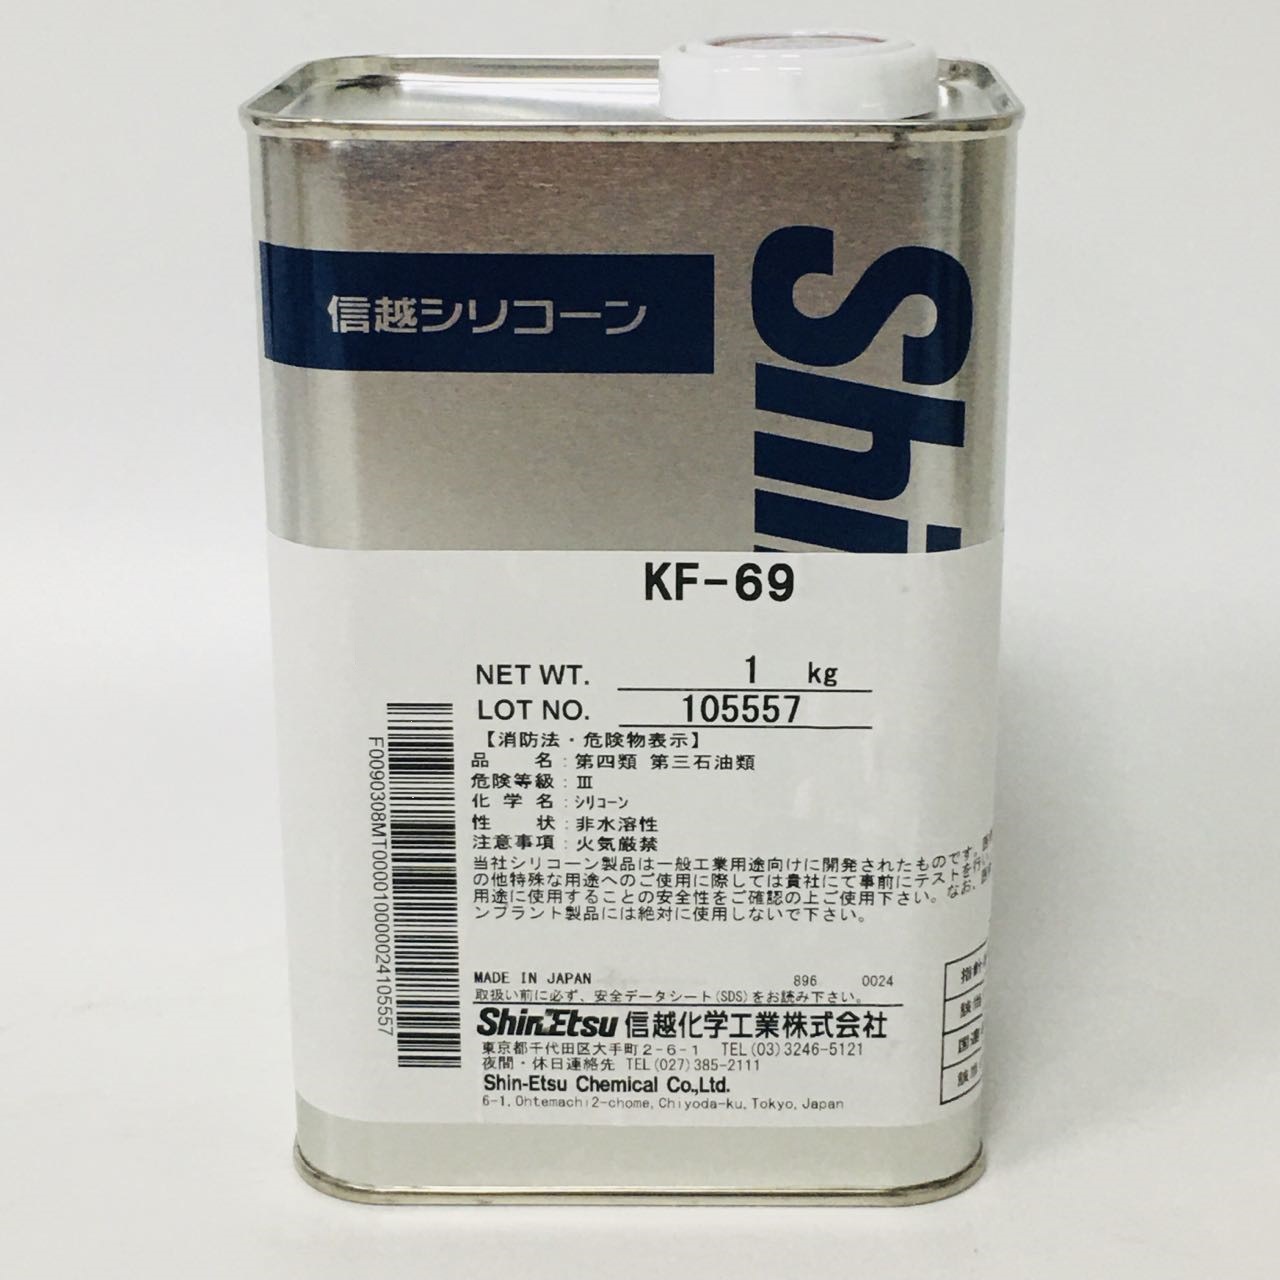 信越シリコーン
Shi
KF-69
NET WT. 1 kg
LOT NO. 105557
【消防法・危険物表示】
品 名：第四類 第三石油類
危険等級：Ⅲ
化 学 名：シリコーン
性 状：非水溶性
注意事項：火気厳禁
当社シリコーン製品は一般工業用途向けに開発されたものです。
の他特殊な用途へのご使用に際しては貴社にて事前にテストを行い、
用途に使用することの安全性をご確認の上ご使用下さい。なお、
ンプラント製品には絶対に使用しないで下さい。
MADE IN JAPAN 896 0024
取扱い前に必ず、安全データシート(SDS)をお読み下さい。
ShinEtsu 信越化学工業株式会社
東京都千代田区大手町2-6-1 TEL(03)3246-5121
夜間・休日連絡先 TEL(027)385-2111
Shin-Etsu Chemical Co.,Ltd.
6-1, Ohtemachi 2-chome, Chiyoda-ku, Tokyo, Japan
F0090308MT00001000024105557
指針
国連